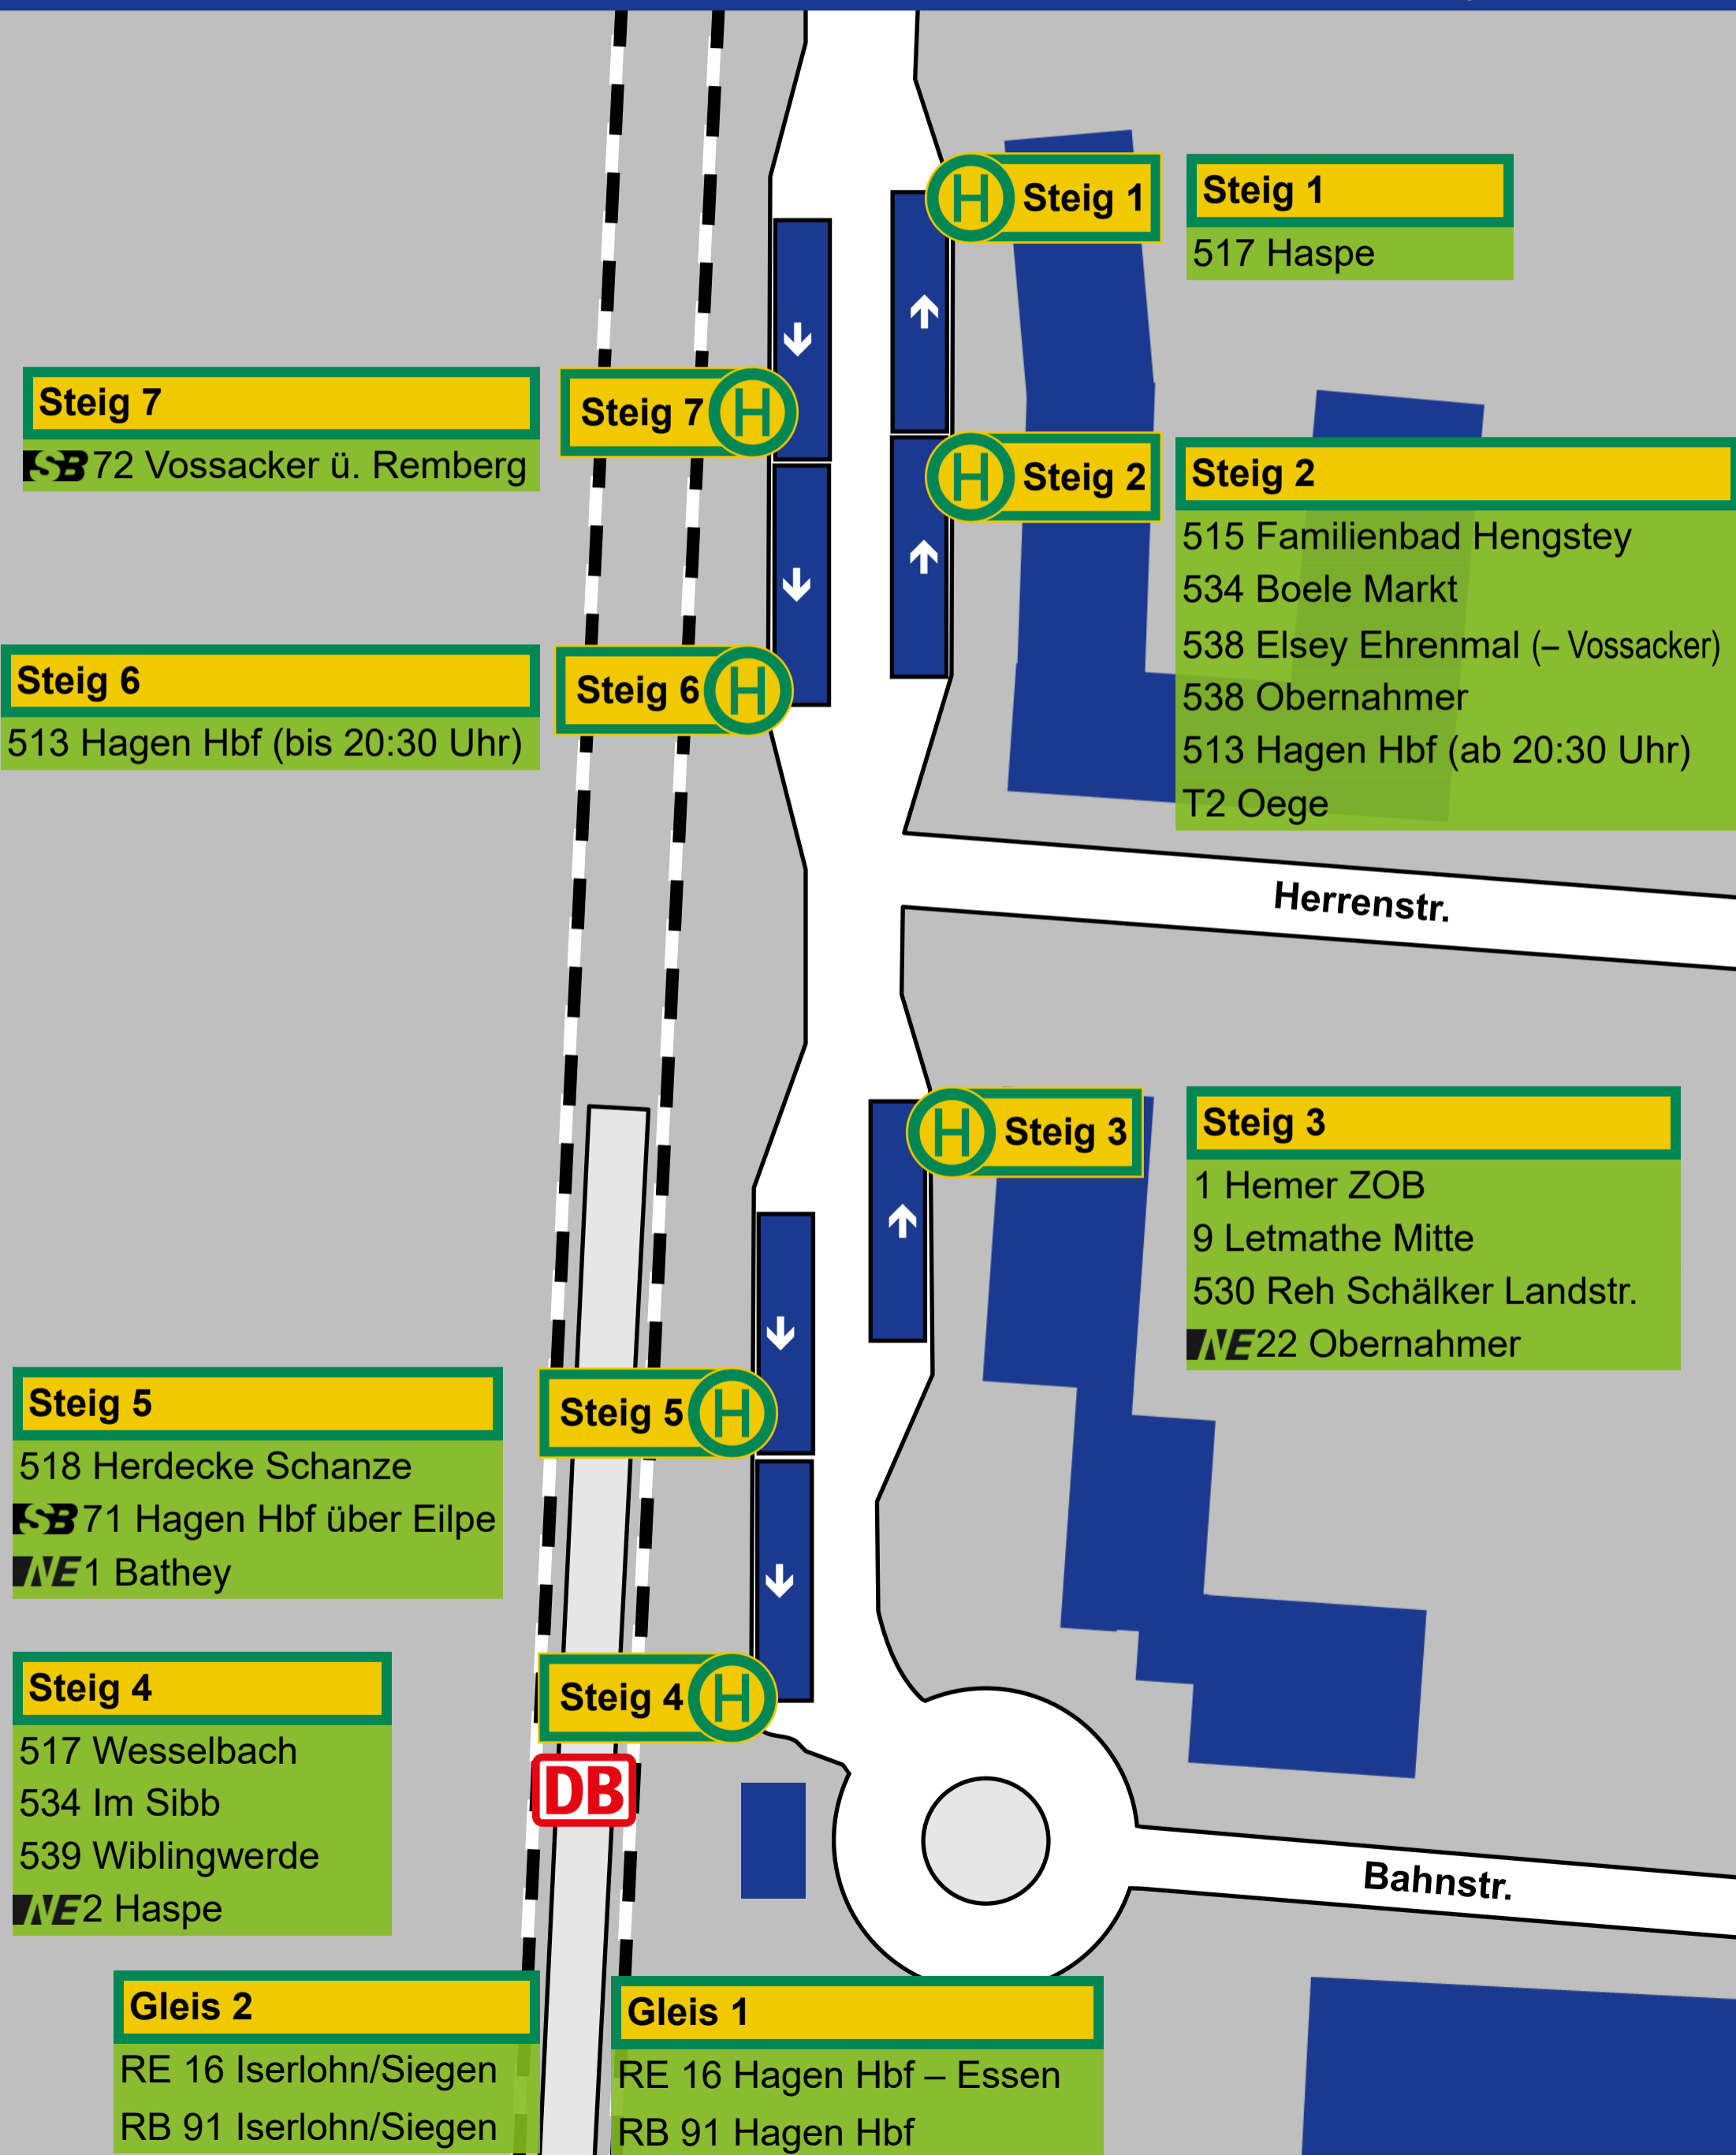 H Steig 1
Steig 1
517 Haspe
Steig 7
SB 72 Vossacker ü. Remberg
Steig 7 H
H Steig 2
Steig 2
515 Familienbad Hengstey
534 Boele Markt
538 Elsey Ehrenmal (– Vossacker)
538 Obernahmer
513 Hagen Hbf (ab 20:30 Uhr)
T2 Oege
Steig 6
513 Hagen Hbf (bis 20:30 Uhr)
Steig 6 H
Herrenstr.
H Steig 3
Steig 3
1 Hemer ZOB
9 Letmathe Mitte
530 Reh Schälker Landstr.
NE 22 Obernahmer
Steig 5
518 Herdecke Schanze
SB 71 Hagen Hbf über Eilpe
NE 1 Bathey
Steig 5 H
Steig 4
517 Wesselbach
534 Im Sibb
539 Wiblingwerde
NE 2 Haspe
Steig 4 H
DB
Bahnstr.
Gleis 2
RE 16 Iserlohn/Siegen
RB 91 Iserlohn/Siegen
Gleis 1
RE 16 Hagen Hbf – Essen
RB 91 Hagen Hbf